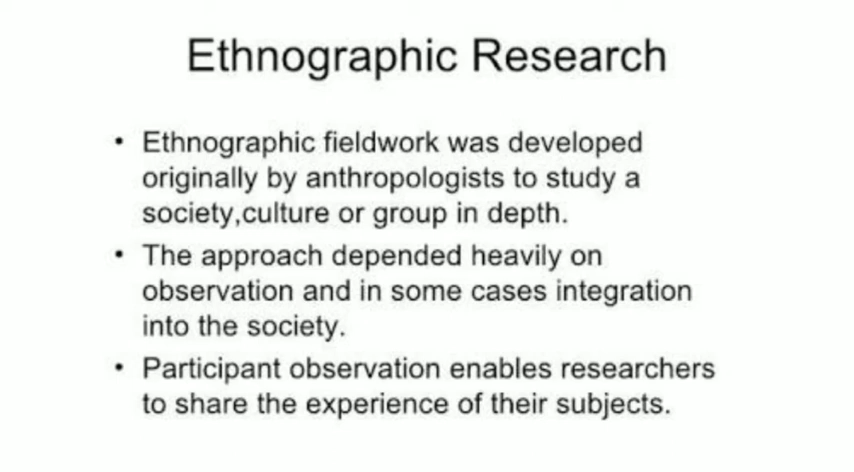 Ethnographic Research
• Ethnographic fieldwork was developed
originally by anthropologists to study a
society,culture or group in depth.
• The approach depended heavily on
observation and in some cases integration
into the society.
• Participant observation enables researchers
to share the experience of their subjects.